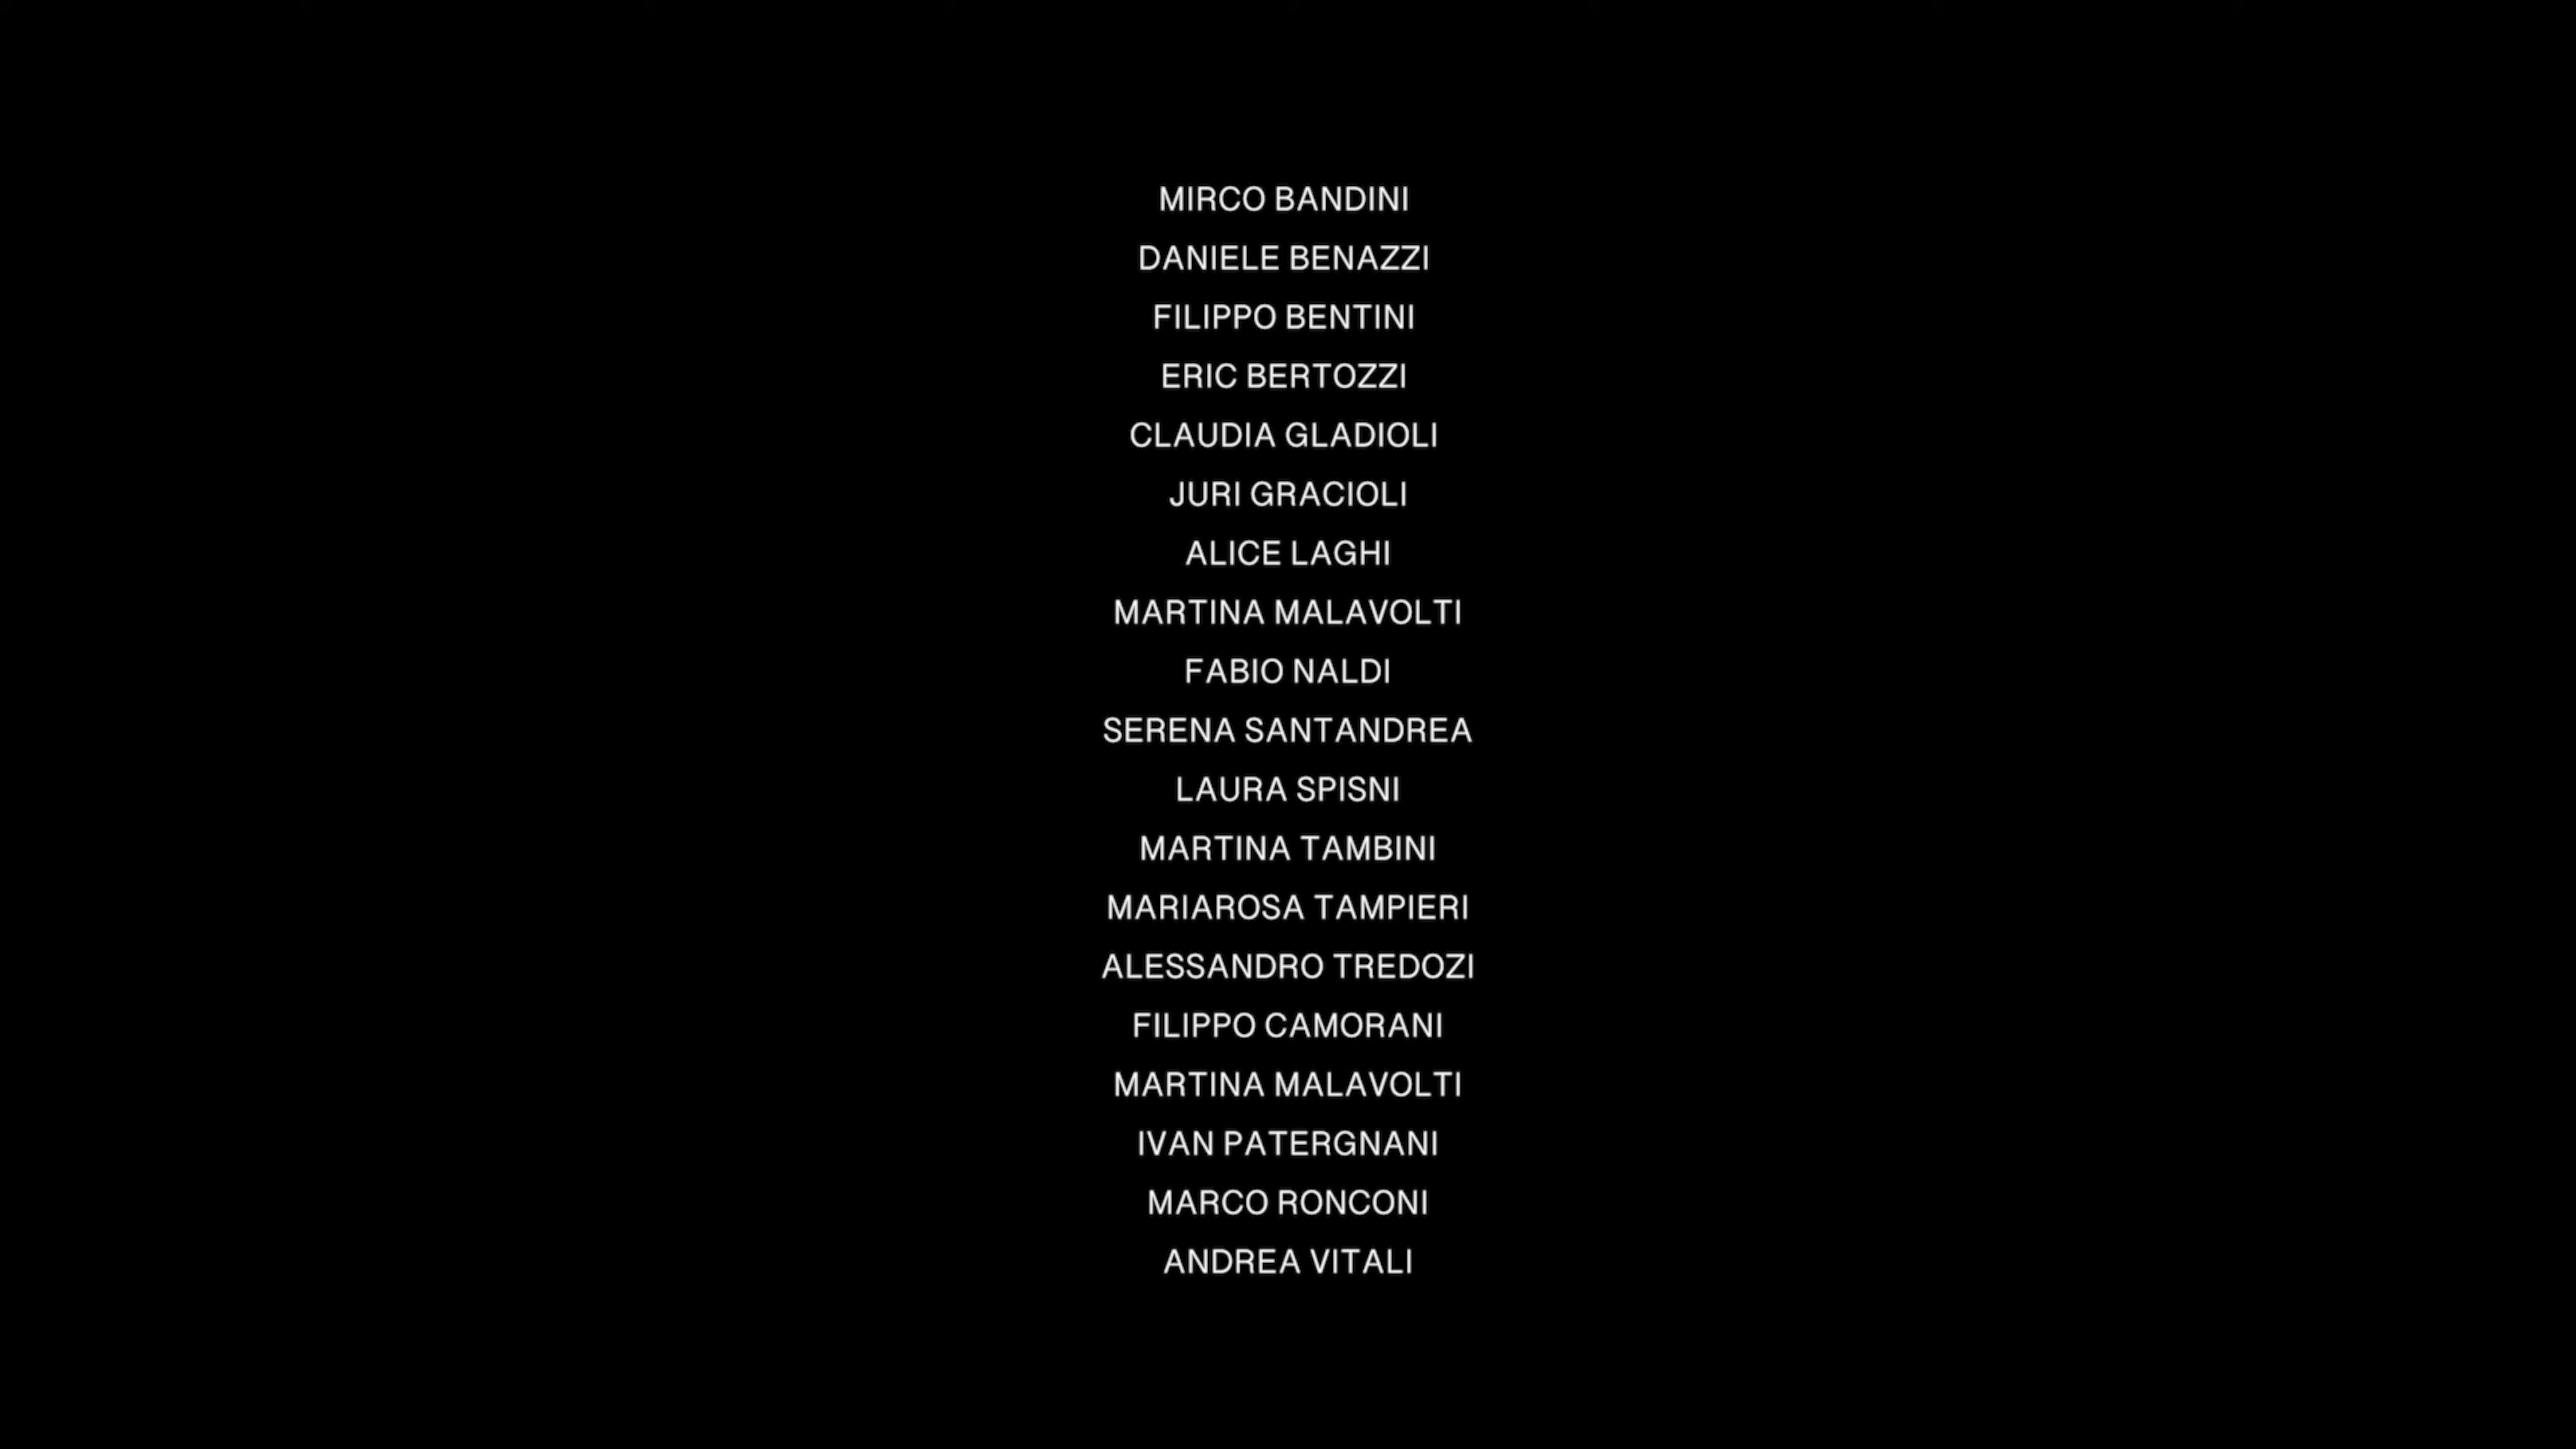 MIRCO BANDINI
DANIELE BENAZZI
FILIPPO BENTINI
ERIC BERTOZZI
CLAUDIA GLADIOLI
JURI GRACIOLI
ALICE LAGHI
MARTINA MALAVOLTI
FABIO NALDI
SERENA SANTANDREA
LAURA SPISNI
MARTINA TAMBINI
MARIAROSA TAMPIERI
ALESSANDRO TREDOZI
FILIPPO CAMORANI
MARTINA MALAVOLTI
IVAN PATERGNANI
MARCO RONCONI
ANDREA VITALI